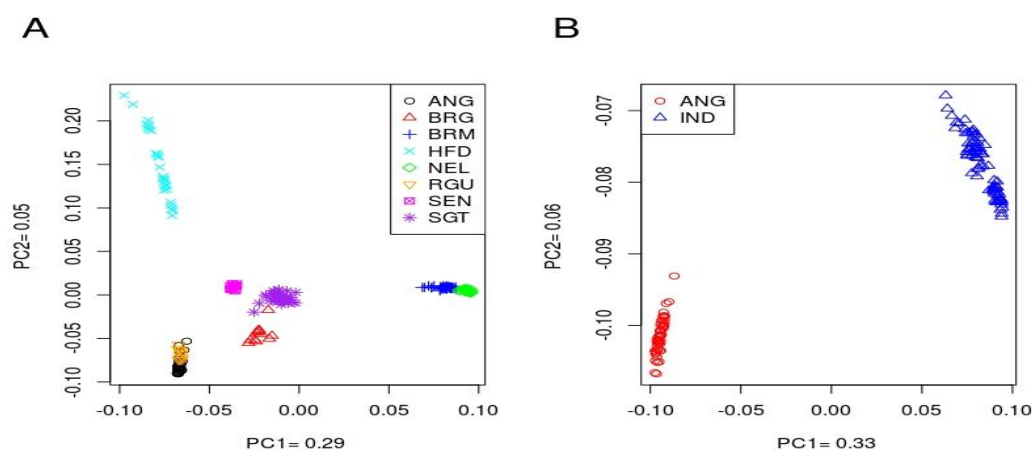 A
B
ANG
BRG
BRM
HFD
NEL
RGU
SEN
SGT
PC2= 0.05
0.20
0.15
0.10
0.05
0.00
-0.05
-0.10
-0.10
-0.05
0.00
0.05
0.10
PC1= 0.29
ANG
IND
PC2= 0.06
-0.07
-0.08
-0.09
-0.10
-0.10
-0.05
0.00
0.05
0.10
PC1= 0.33